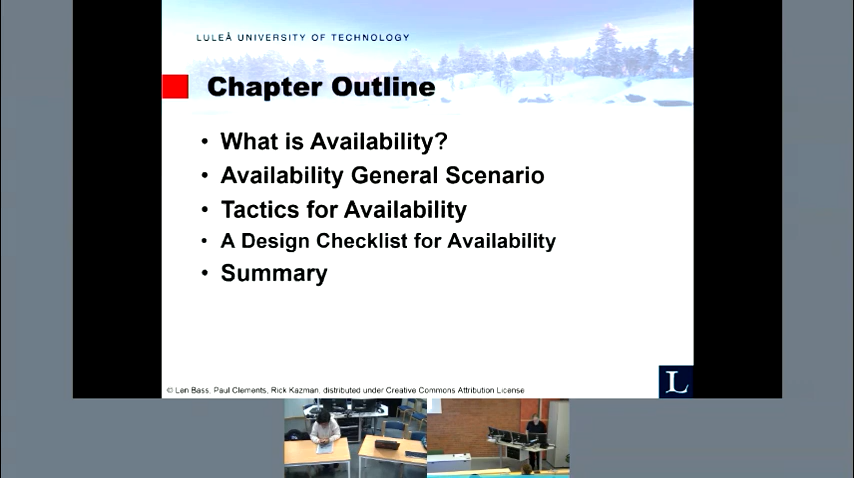 LULEÅ UNIVERSITY OF TECHNOLOGY
Chapter Outline
• What is Availability?
• Availability General Scenario
• Tactics for Availability
• A Design Checklist for Availability
• Summary
© Len Bass, Paul Clements, Rick Kazman, distributed under Creative Commons Attribution License
L